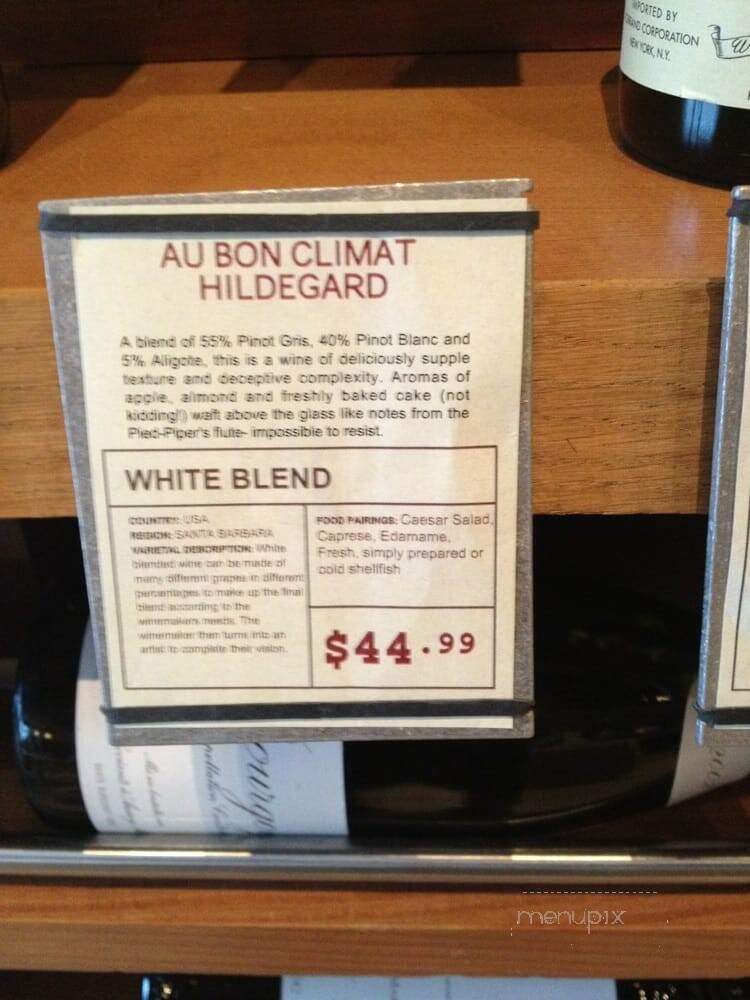 IMPORTED BY
CORPORATION
NEW YORK, N.Y.
AU BON CLIMAT
HILDEGARD
A blend of 55% Pinot Gris, 40% Pinot Blanc and
5% Aligote, this is a wine of deliciously supple
texture and deceptive complexity. Aromas of
apple, almond and freshly baked cake (not
kidding!) waft above the glass like notes from the
Pied-Piper's flute- impossible to resist.
WHITE BLEND
COUNTRY: USA
REGION: SANTA BARBARA
VARIETAL DESCRIPTION: White
blended wine can be made of
many different grapes in different
percentages to make up the final
blend according to the
winemakers needs. The
winemaker then turns into an
artist to complete their vision.
FOOD PAIRINGS: Caesar Salad,
Caprese, Edamame,
Fresh, simply prepared or
cold shellfish
$44.99
menupix